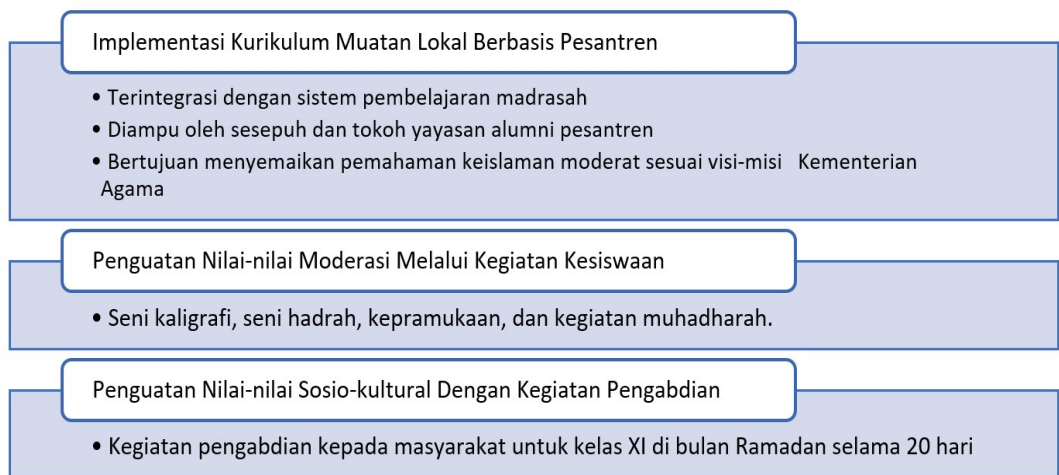 Implementasi Kurikulum Muatan Lokal Berbasis Pesantren
• Terintegrasi dengan sistem pembelajaran madrasah
• Diampu oleh sesepuh dan tokoh yayasan alumni pesantren
• Bertujuan menyemaikan pemahaman keislaman moderat sesuai visi-misi Kementerian
Agama
Penguatan Nilai-nilai Moderasi Melalui Kegiatan Kesiswaan
• Seni kaligrafi, seni hadrah, kepramukaan, dan kegiatan muhadharah.
Penguatan Nilai-nilai Sosio-kultural Dengan Kegiatan Pengabdian
• Kegiatan pengabdian kepada masyarakat untuk kelas XI di bulan Ramadan selama 20 hari